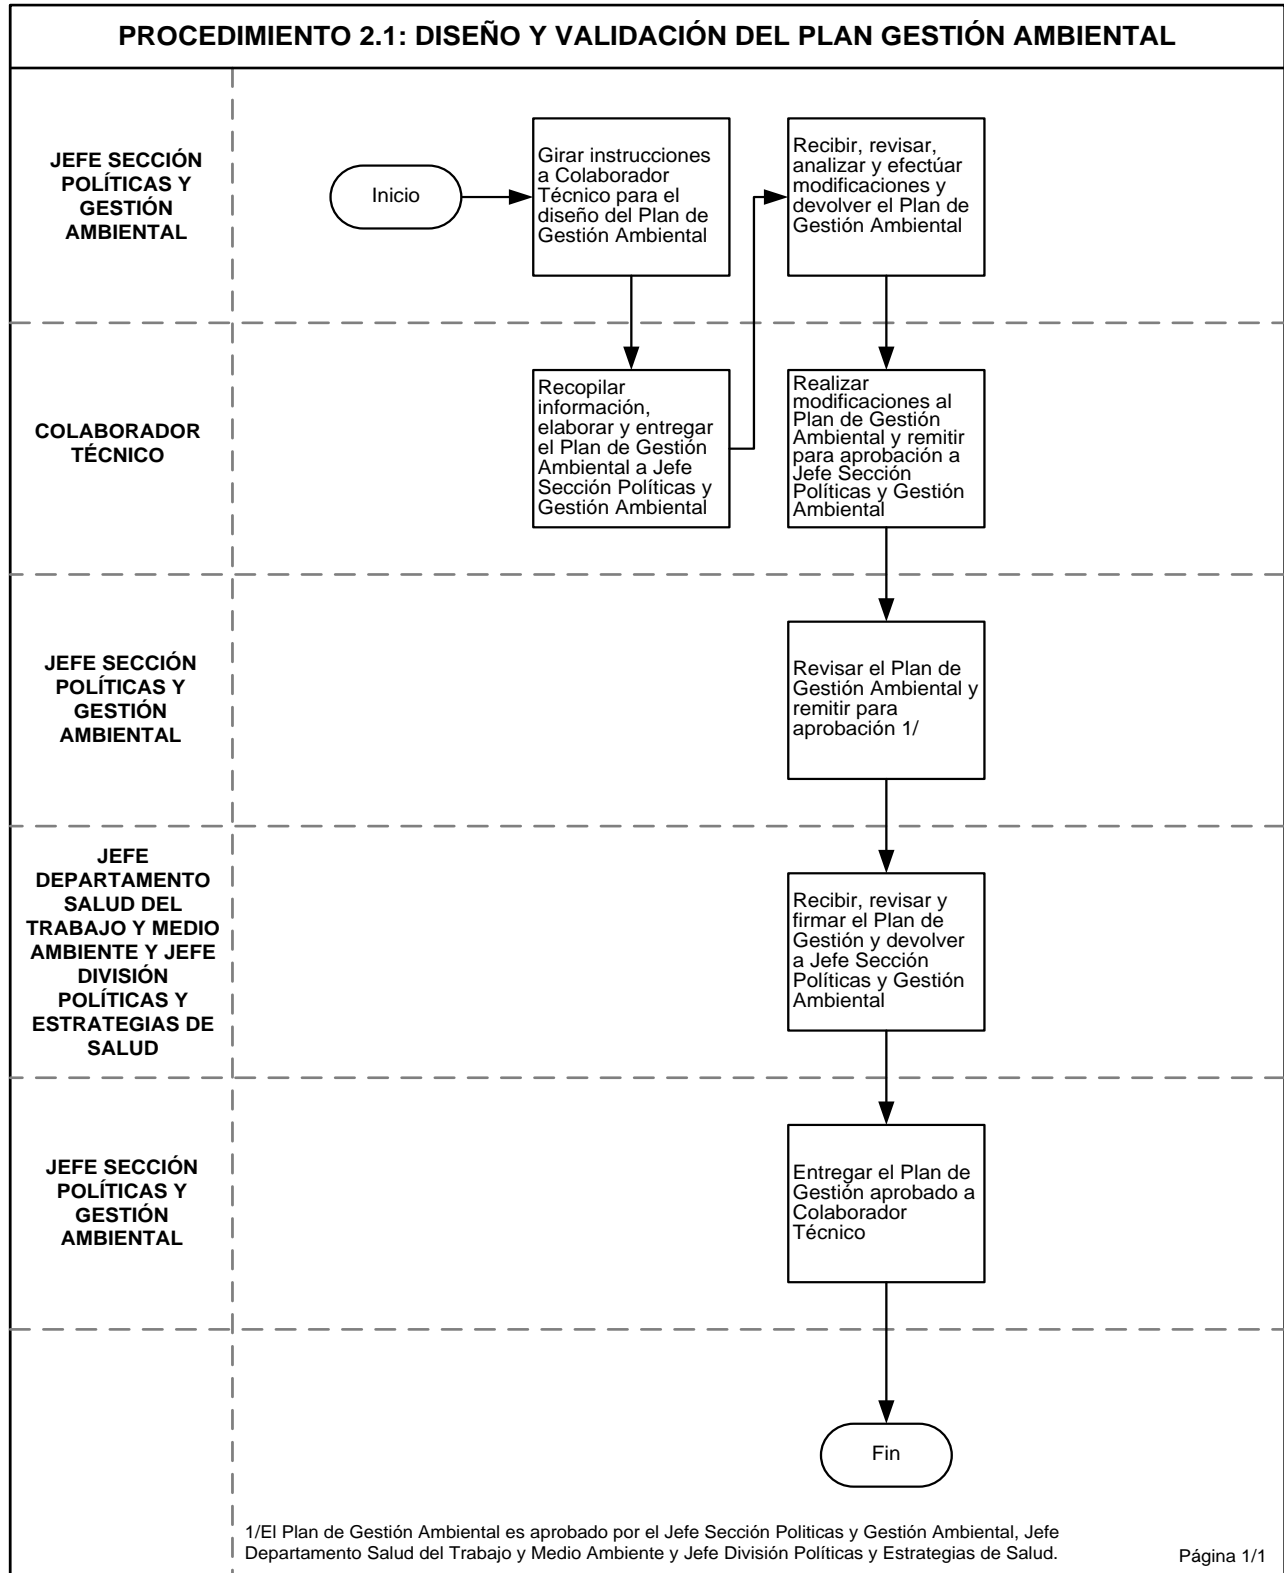 PROCEDIMIENTO 2.1: DISEÑO Y VALIDACIÓN DEL PLAN GESTIÓN AMBIENTAL
JEFE SECCIÓN
POLÍTICAS Y
GESTIÓN
AMBIENTAL
Inicio
Girar instrucciones
a Colaborador
Técnico para el
diseño del Plan de
Gestión Ambiental
Recibir, revisar,
analizar y efectúar
modificaciones y
devolver el Plan de
Gestión Ambiental
COLABORADOR
TÉCNICO
Recopilar
información,
elaborar y entregar
el Plan de Gestión
Ambiental a Jefe
Sección Políticas y
Gestión Ambiental
Realizar
modificaciones al
Plan de Gestión
Ambiental y remitir
para aprobación a
Jefe Sección
Políticas y Gestión
Ambiental
JEFE SECCIÓN
POLÍTICAS Y
GESTIÓN
AMBIENTAL
Revisar el Plan de
Gestión Ambiental y
remitir para
aprobación 1/
JEFE
DEPARTAMENTO
SALUD DEL
TRABAJO Y MEDIO
AMBIENTE Y JEFE
DIVISIÓN
POLÍTICAS Y
ESTRATEGIAS DE
SALUD
Recibir, revisar y
firmar el Plan de
Gestión y devolver
a Jefe Sección
Políticas y Gestión
Ambiental
JEFE SECCIÓN
POLÍTICAS Y
GESTIÓN
AMBIENTAL
Entregar el Plan de
Gestión aprobado a
Colaborador
Técnico
Fin
1/El Plan de Gestión Ambiental es aprobado por el Jefe Sección Politicas y Gestión Ambiental, Jefe
Departamento Salud del Trabajo y Medio Ambiente y Jefe División Políticas y Estrategias de Salud.
Página 1/1